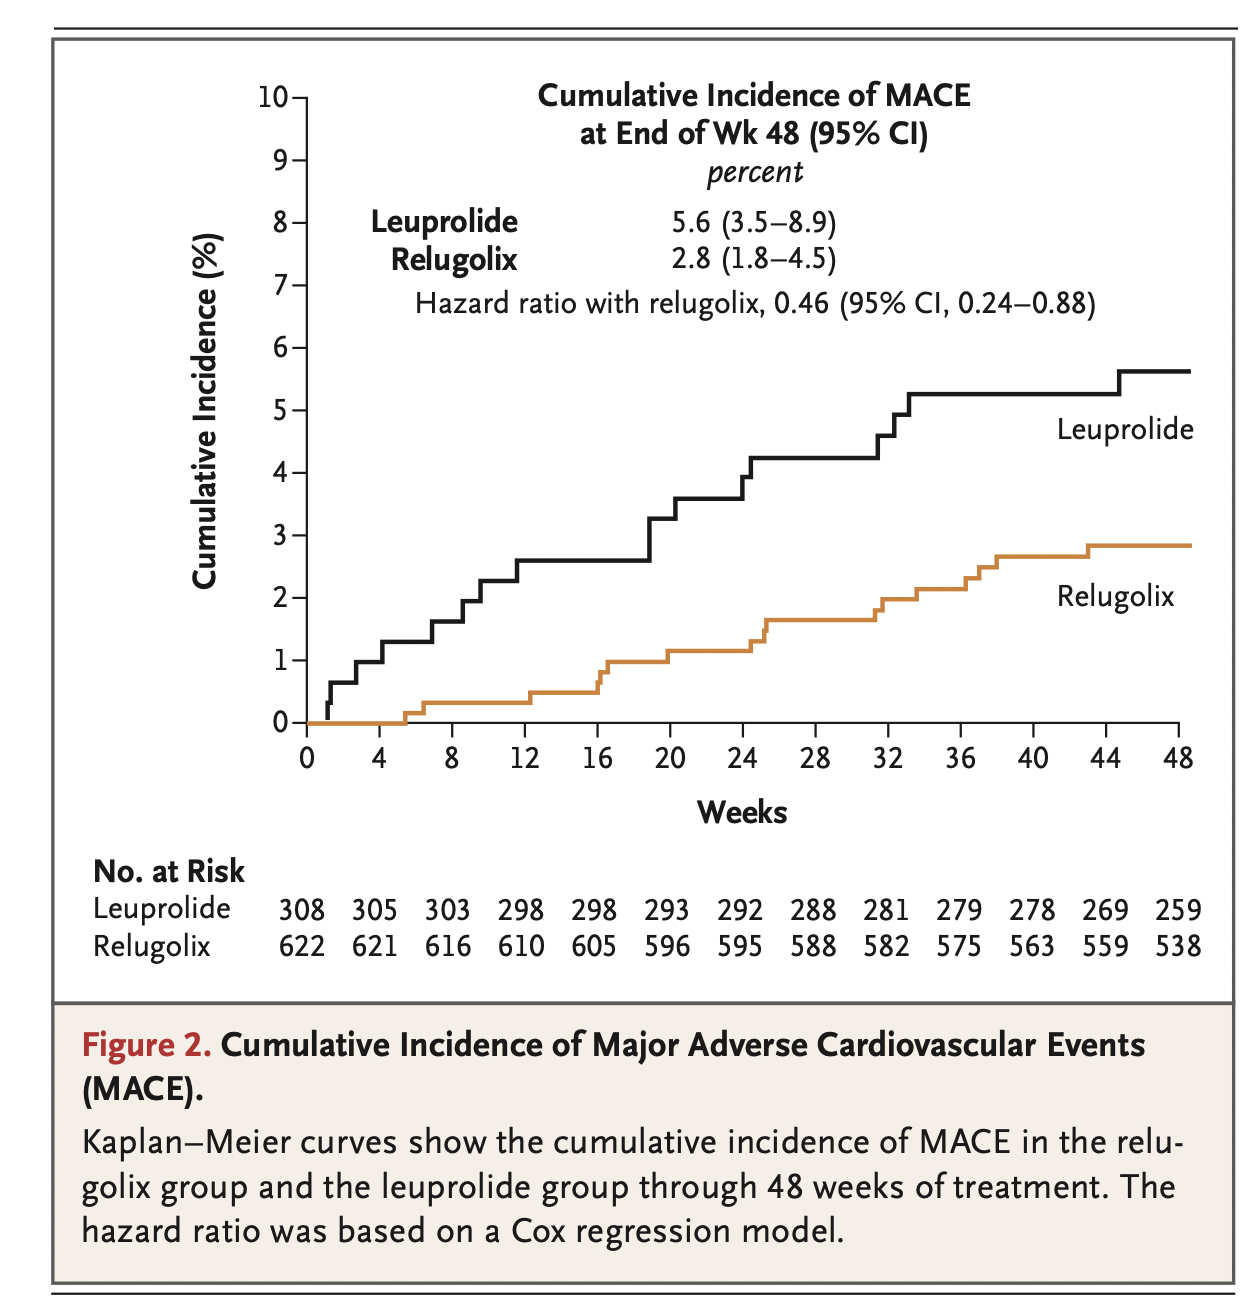 Cumulative Incidence of MACE
at End of Wk 48 (95% CI)
percent
Leuprolide 5.6 (3.5–8.9)
Relugolix 2.8 (1.8–4.5)
Hazard ratio with relugolix, 0.46 (95% CI, 0.24–0.88)
Cumulative Incidence (%)
10
9
8
7
6
5
4
3
2
1
0
Leuprolide
Relugolix
0 4 8 12 16 20 24 28 32 36 40 44 48
Weeks
No. at Risk
Leuprolide 308 305 303 298 298 293 292 288 281 279 278 269 259
Relugolix 622 621 616 610 605 596 595 588 582 575 563 559 538
Figure 2. Cumulative Incidence of Major Adverse Cardiovascular Events
(MACE).
Kaplan–Meier curves show the cumulative incidence of MACE in the relu-
golix group and the leuprolide group through 48 weeks of treatment. The
hazard ratio was based on a Cox regression model.